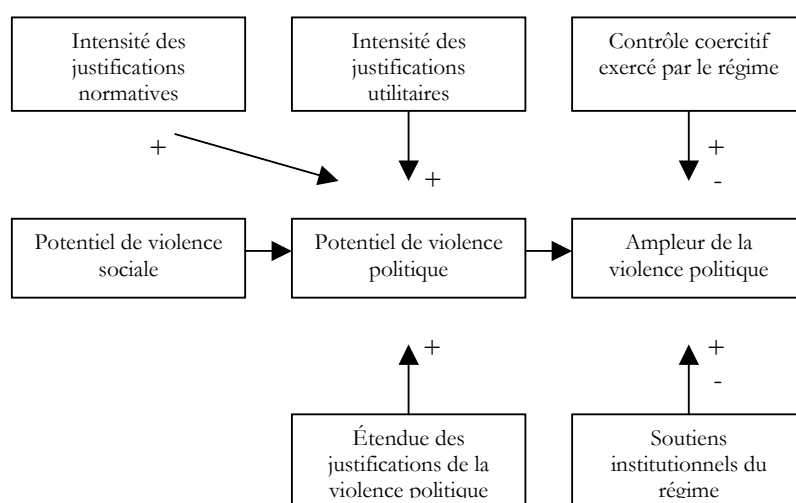 Intensité des
justifications
normatives
Intensité des
justifications
utilitaires
Contrôle coercitif
exercé par le régime
+
+
+
-
Potentiel de violence
sociale
Potentiel de violence
politique
Ampleur de la
violence politique
+
+
-
Étendue des
justifications de la
violence politique
Soutiens
institutionnels du
régime